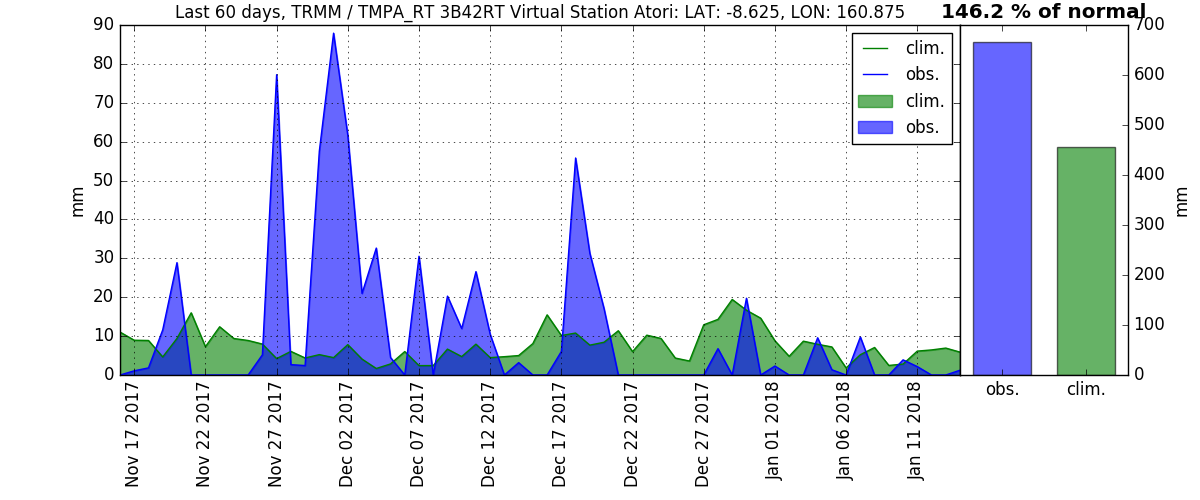 Last 60 days, TRMM / TMPA_RT 3B42RT Virtual Station Atori: LAT: -8.625, LON: 160.875
146.2 % of normal
90
80
70
60
50
40
30
20
10
0
mm
clim.
obs.
clim.
obs.
700
600
500
400
300
200
100
0
mm
obs.
clim.
Nov 17 2017
Nov 22 2017
Nov 27 2017
Dec 02 2017
Dec 07 2017
Dec 12 2017
Dec 17 2017
Dec 22 2017
Dec 27 2017
Jan 01 2018
Jan 06 2018
Jan 11 2018